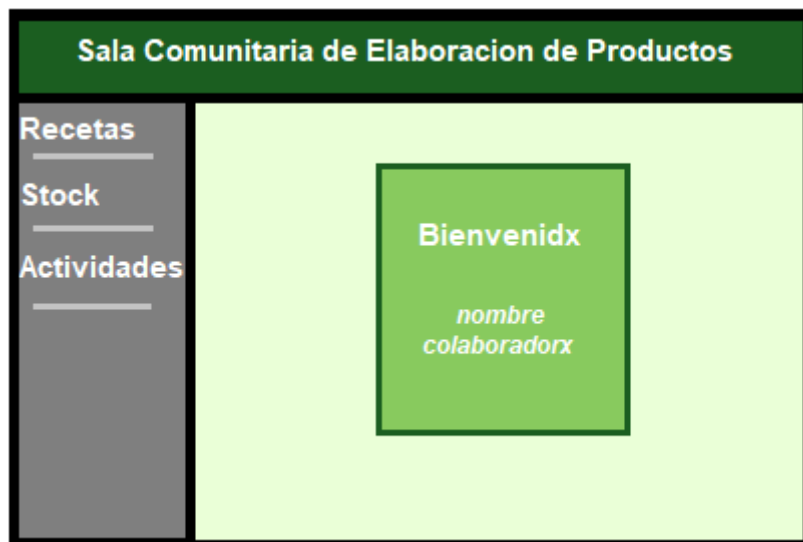 Sala Comunitaria de Elaboracion de Productos
Recetas
Stock
Actividades
Bienvenidx
nombre
colaboradorx